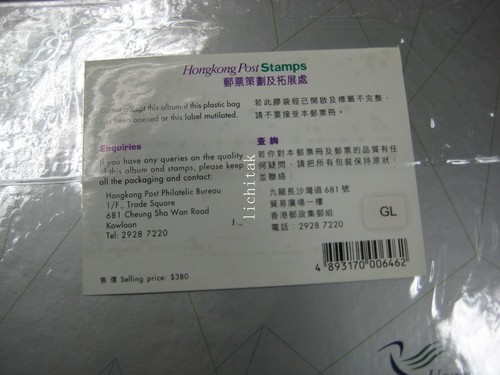 Hongkong Post Stamps
郵票策劃及拓展處
accept this album if this plastic bag
been opened or this label mutilated.
若此膠袋經已開啟及標籤不完整，
請不要接受本郵票冊。
Enquiries
If you have any queries on the quality
of this album and stamps, please keep
all the packaging and contact:
Hongkong Post Philatelic Bureau
1/F., Trade Square
681 Cheung Sha Wan Road
Kowloon
Tel: 2928 7220
查詢
若你對本郵票冊及郵票的品質有任
何疑問，請把所有包裝保持原狀，
並聯絡：
九龍長沙灣道681號
貿易廣場一樓
香港郵政集郵組
電話：2928 7220
GL
4 893170 006462
售價 Selling price: $380
lichitak